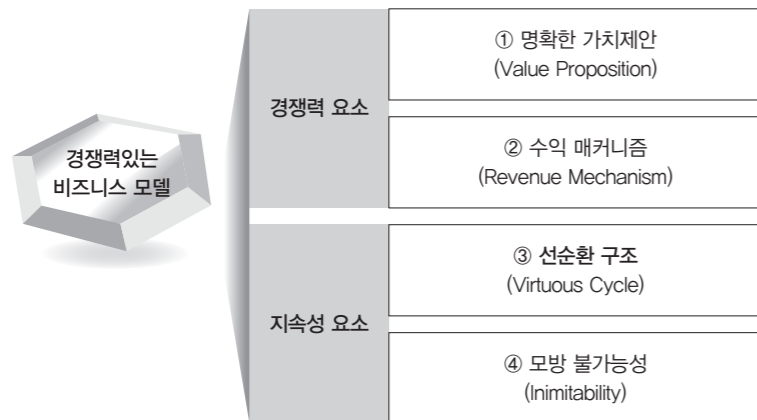 경쟁력있는
비즈니스 모델
경쟁력 요소
① 명확한 가치제안
(Value Proposition)
② 수익 매커니즘
(Revenue Mechanism)
지속성 요소
③ 선순환 구조
(Virtuous Cycle)
④ 모방 불가능성
(Inimitability)